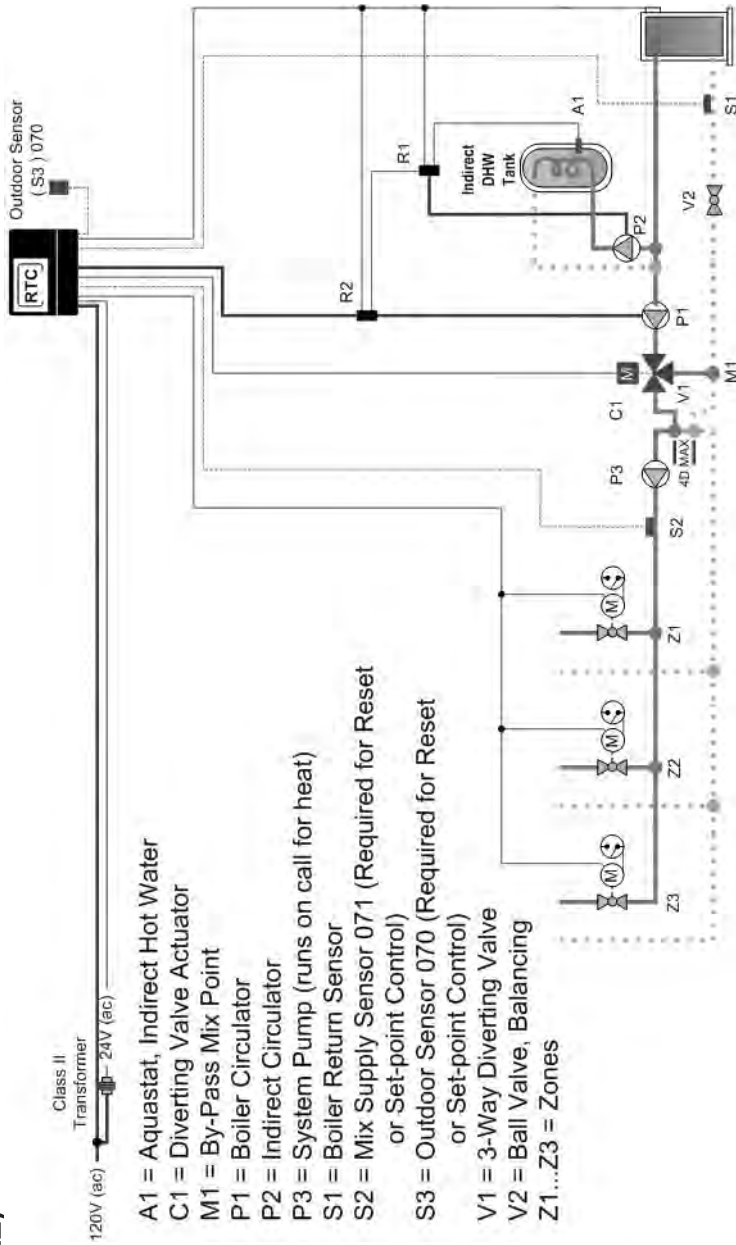 120V (ac)
Class II
Transformer
24V (ac)
RTC
Outdoor Sensor
( S3 ) 070
A1 = Aquastat, Indirect Hot Water
C1 = Diverting Valve Actuator
M1 = By-Pass Mix Point
P1 = Boiler Circulator
P2 = Indirect Circulator
P3 = System Pump (runs on call for heat)
S1 = Boiler Return Sensor
S2 = Mix Supply Sensor 071 (Required for Reset
or Set-point Control)
S3 = Outdoor Sensor 070 (Required for Reset
or Set-point Control)
V1 = 3-Way Diverting Valve
V2 = Ball Valve, Balancing
Z1...Z3 = Zones
R2
R1
A1
Indirect
DHW
Tank
P2
C1
M
P3
P1
V1
4D MAX
S2
M
M
M
Z3
Z2
Z1
M1
V2
S1